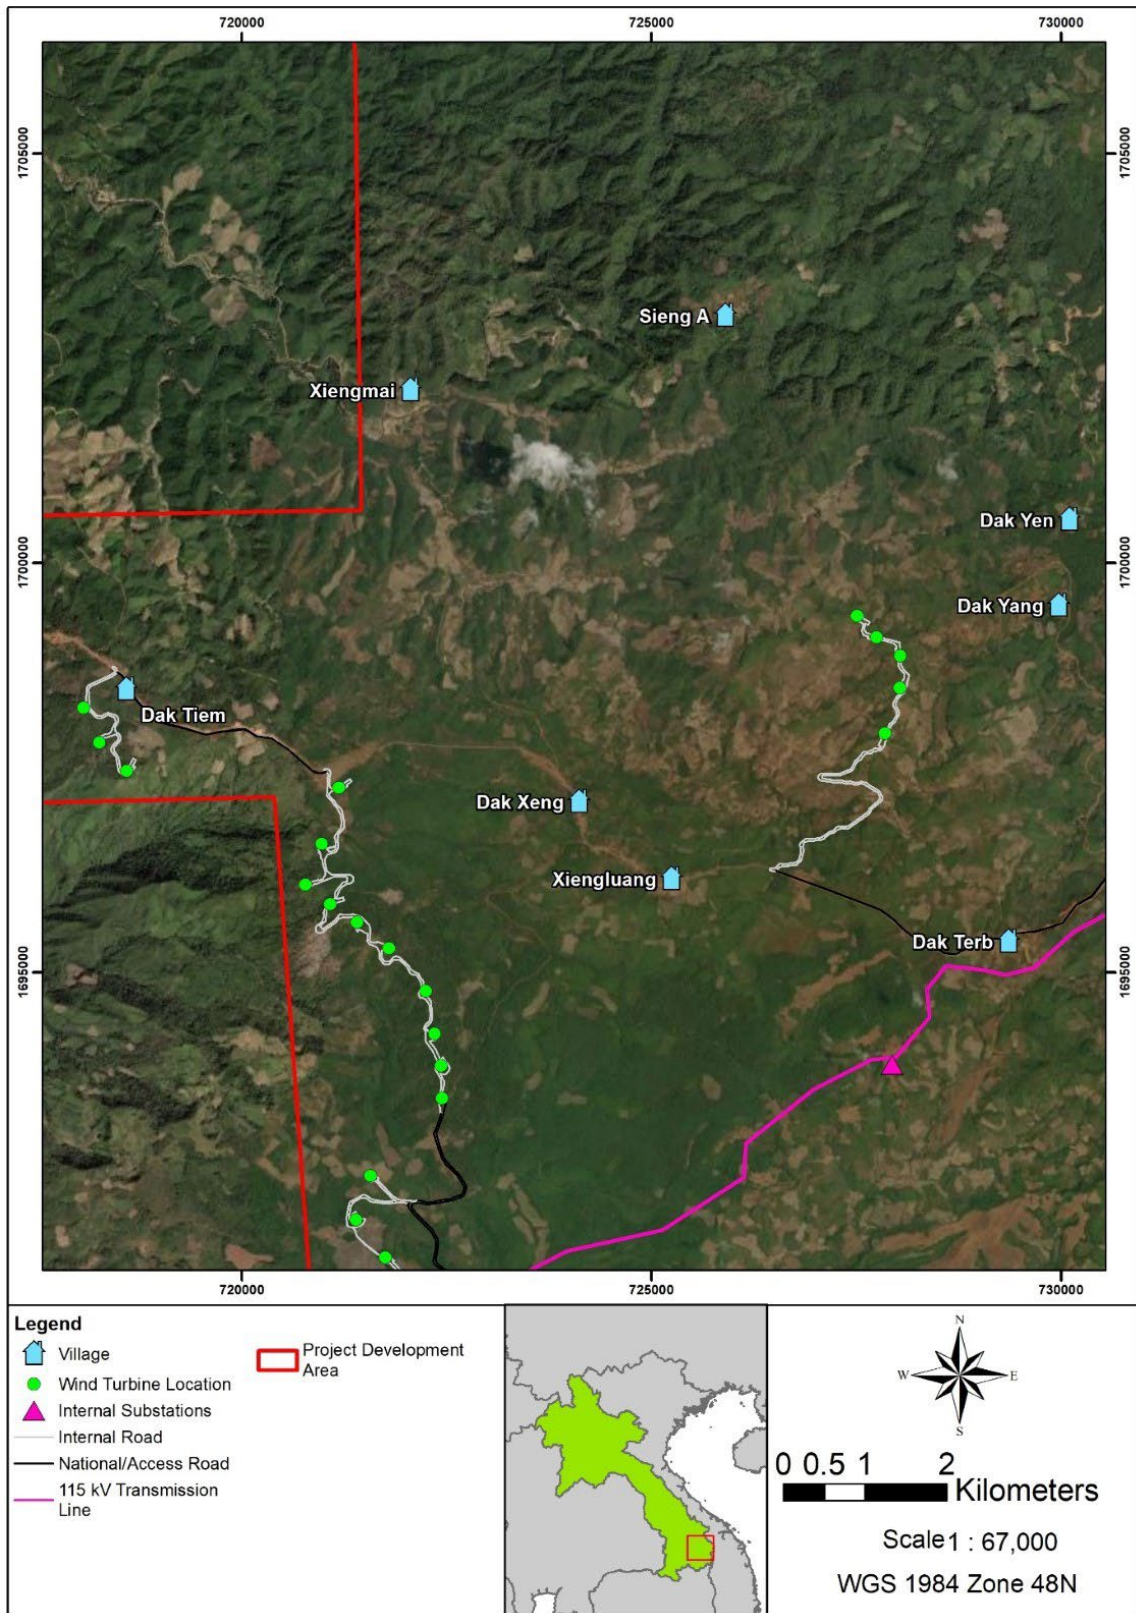 720000 725000 730000
1705000 1705000
Sieng A
Xiengmai
Dak Yen
1700000 1700000
Dak Yang
Dak Tiem
Dak Xeng
Xiengluang
Dak Terb
1695000 1695000
720000 725000 730000
Legend
Village
Wind Turbine Location
Internal Substations
Internal Road
National/Access Road
115 kV Transmission
Line
Project Development
Area
N
W E
S
0 0.5 1 2
Kilometers
Scale1 : 67,000
WGS 1984 Zone 48N